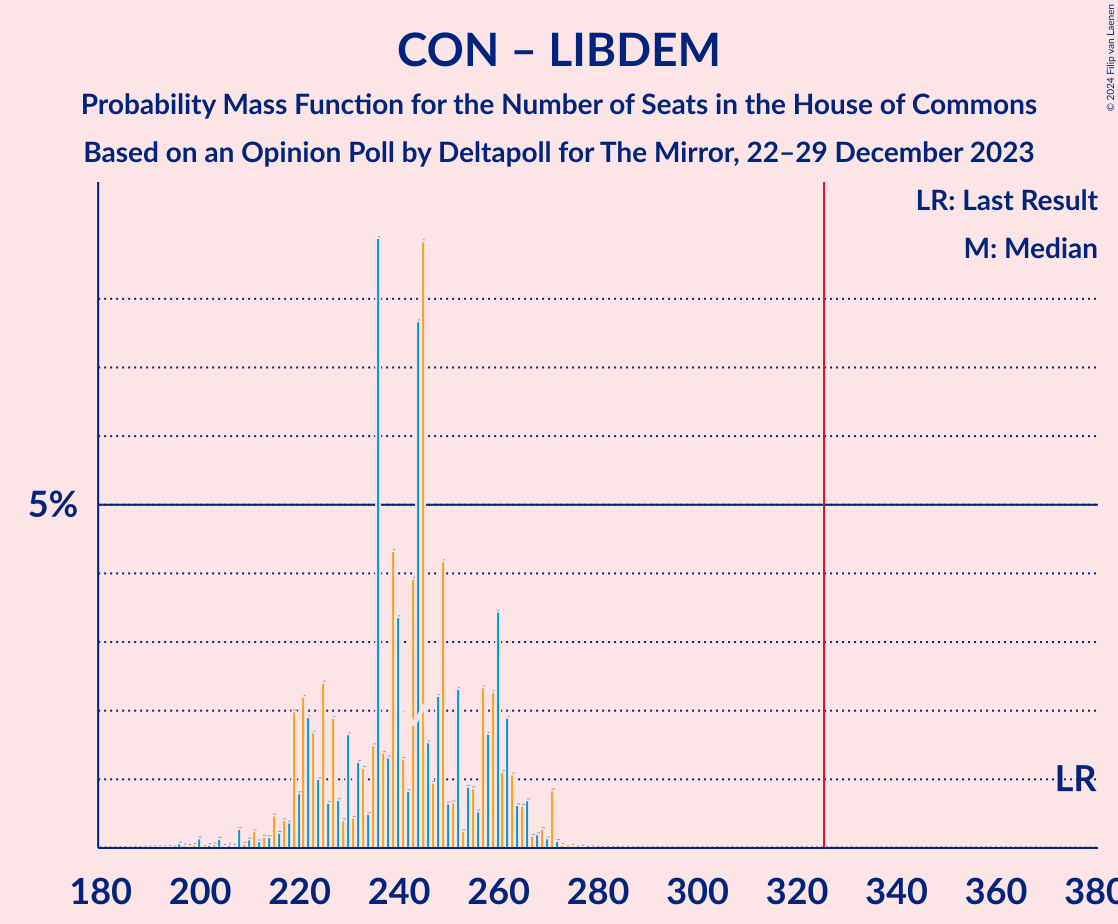 CON – LIBDEM
Probability Mass Function for the Number of Seats in the House of Commons
Based on an Opinion Poll by Deltapoll for The Mirror, 22–29 December 2023
© 2024 Filip van Laenen
LR: Last Result
M: Median
5%
LR
180 200 220 240 260 280 300 320 340 360 380